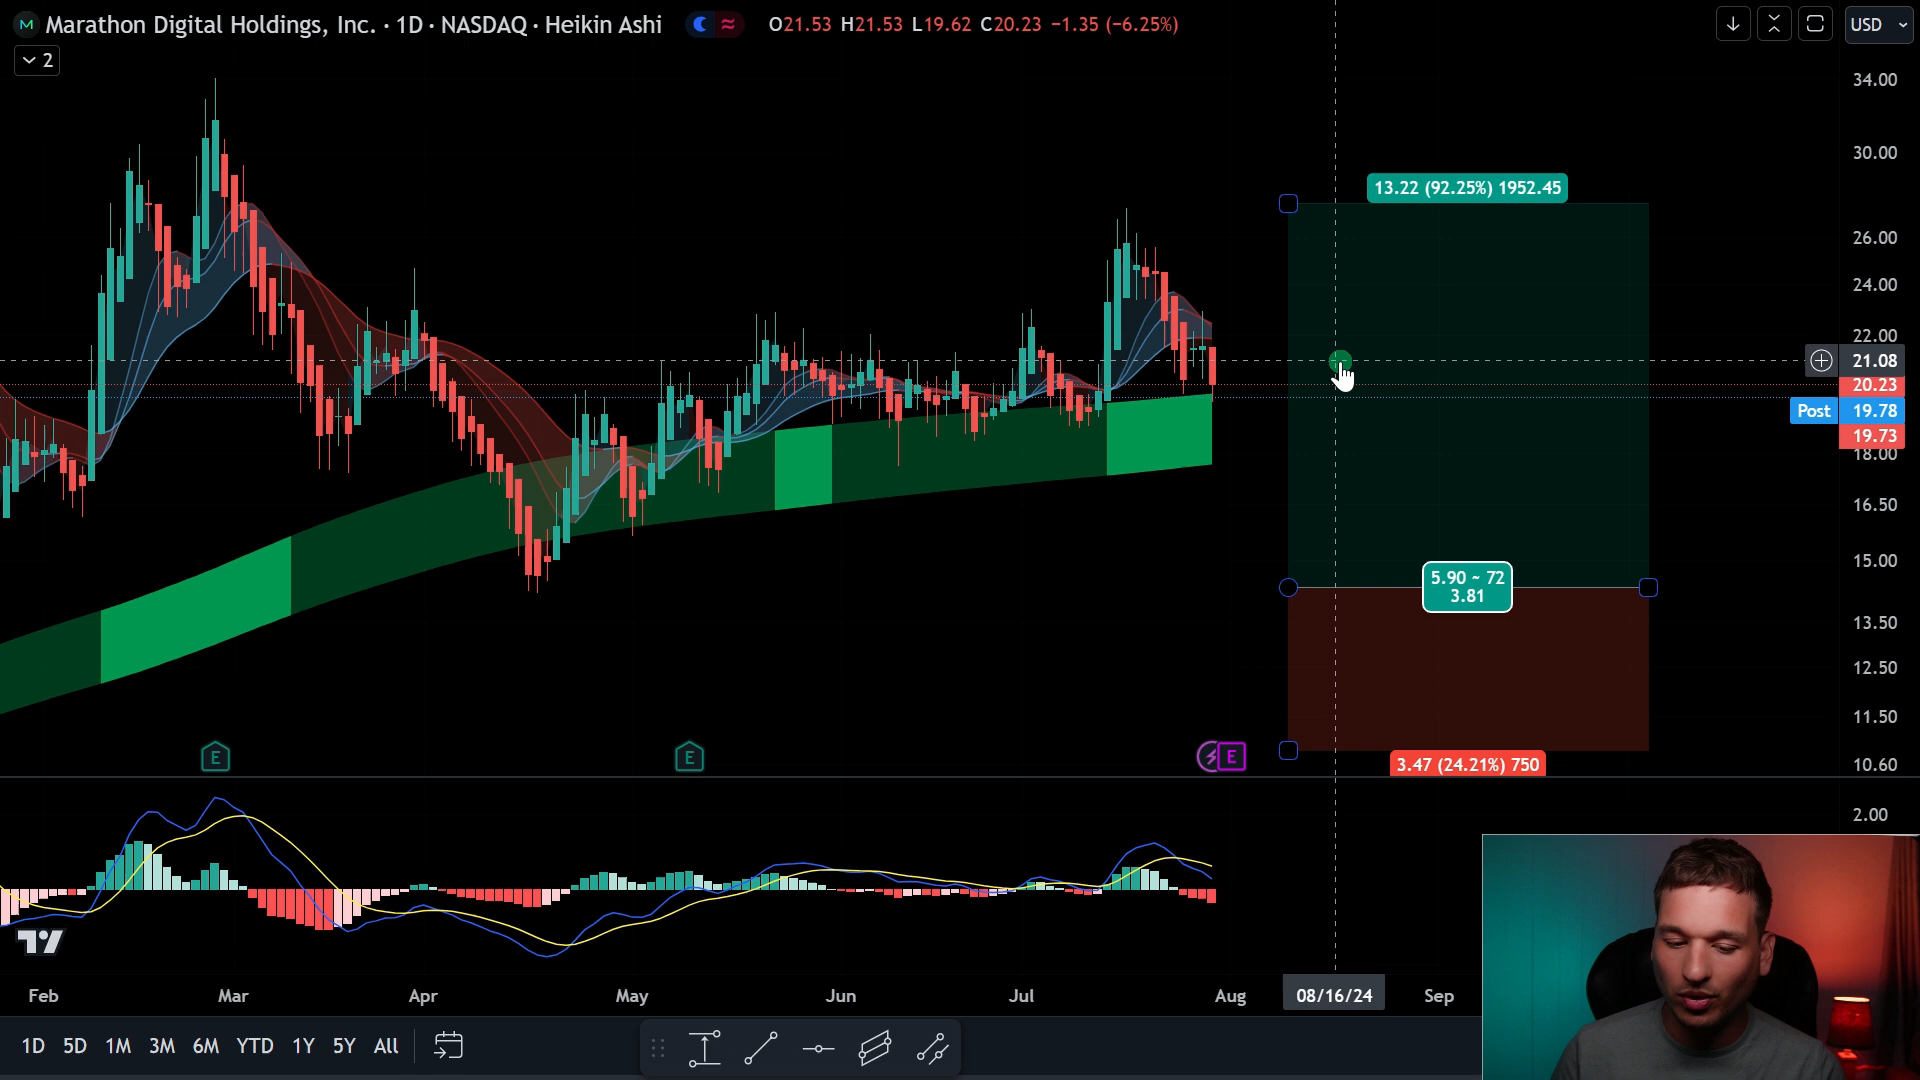 Marathon Digital Holdings, Inc. · 1D · NASDAQ · Heikin Ashi
O21.53 H21.53 L19.62 C20.23 −1.35 (−6.25%)
USD
2
34.00
30.00
26.00
24.00
22.00
21.08
20.23
Post 19.78
19.73
18.00
16.50
15.00
13.50
12.50
11.50
10.60
2.00
13.22 (92.25%) 1952.45
5.90 ~ 72
3.81
3.47 (24.21%) 750
E
E
E
Feb Mar Apr May Jun Jul Aug 08/16/24 Sep
1D 5D 1M 3M 6M YTD 1Y 5Y All